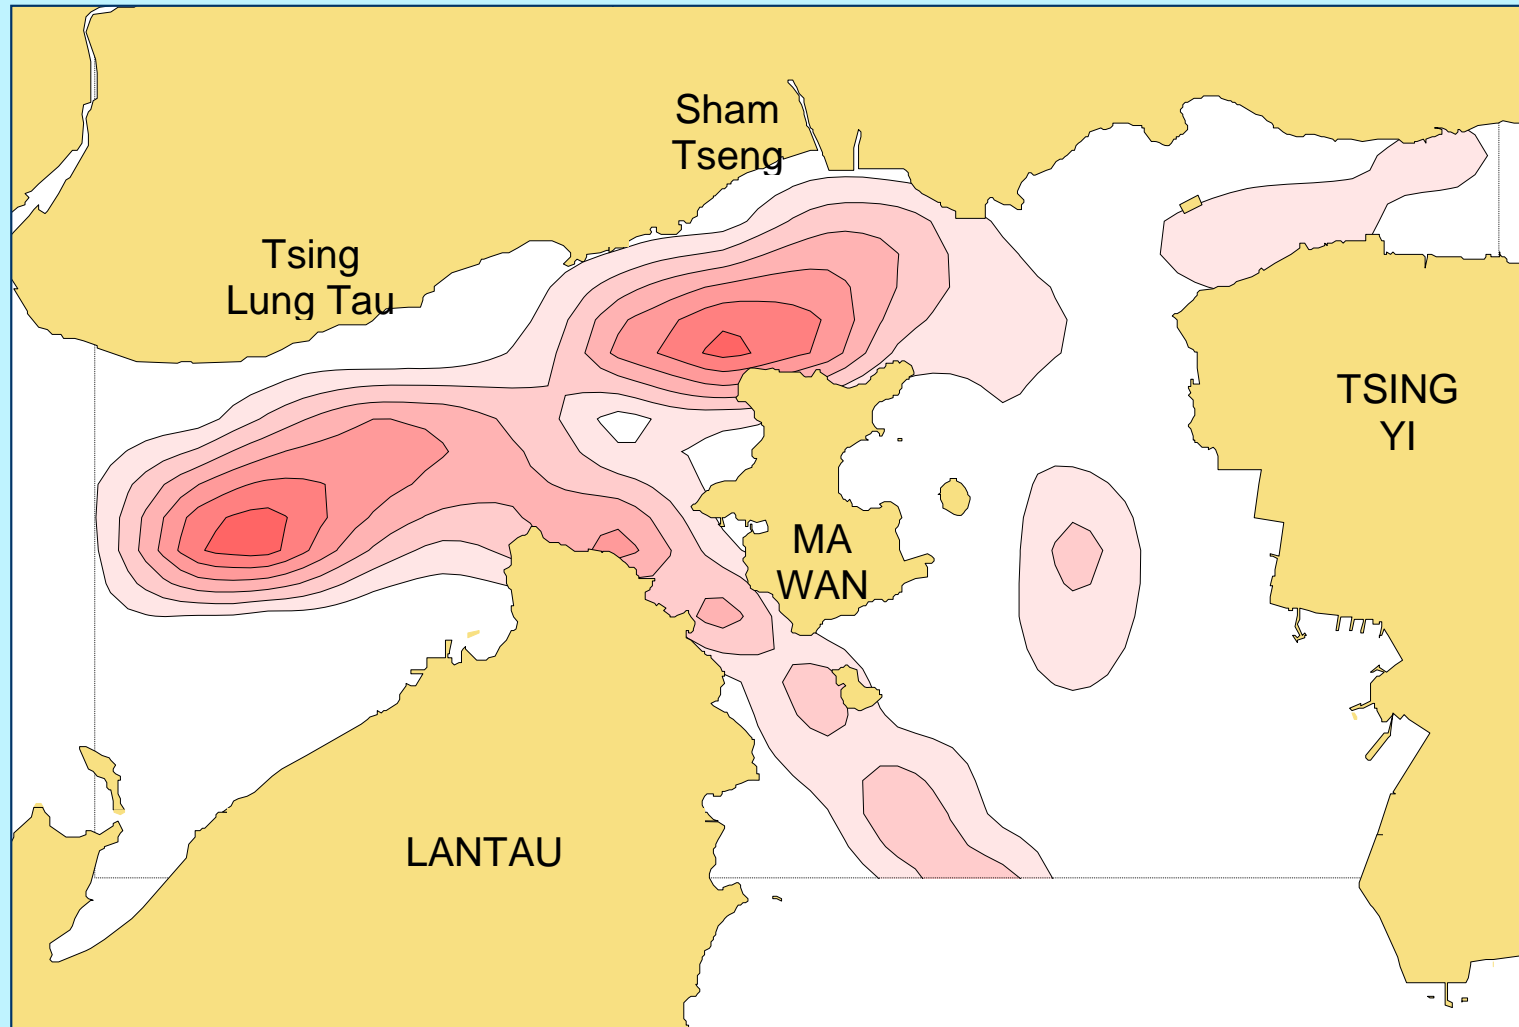 Sham
Tseng
Tsing
Lung Tau
TSING
YI
MA
WAN
LANTAU